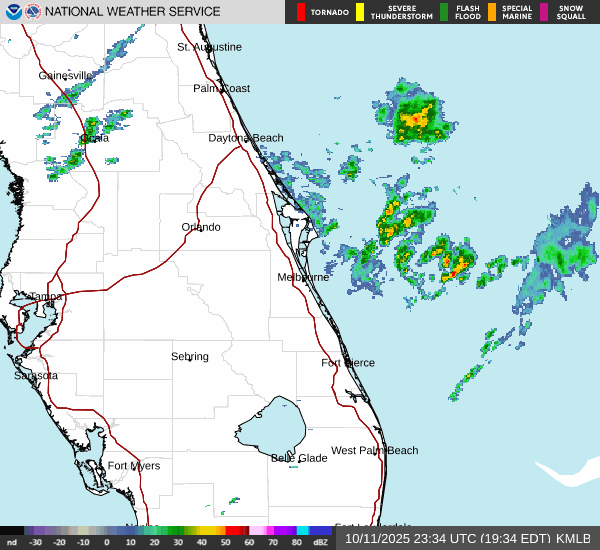 NATIONAL WEATHER SERVICE
TORNADO
SEVERE THUNDERSTORM
FLASH FLOOD
SPECIAL MARINE
SNOW SQUALL
St. Augustine
Gainesville
Palm Coast
Ocala
Daytona Beach
Orlando
Melbourne
Tampa
Sebring
Fort Pierce
Sarasota
West Palm Beach
Belle Glade
Fort Myers
nd -30 -20 -10 0 10 20 30 40 50 60 70 80 dBZ
10/11/2025 23:34 UTC (19:34 EDT) KMLB